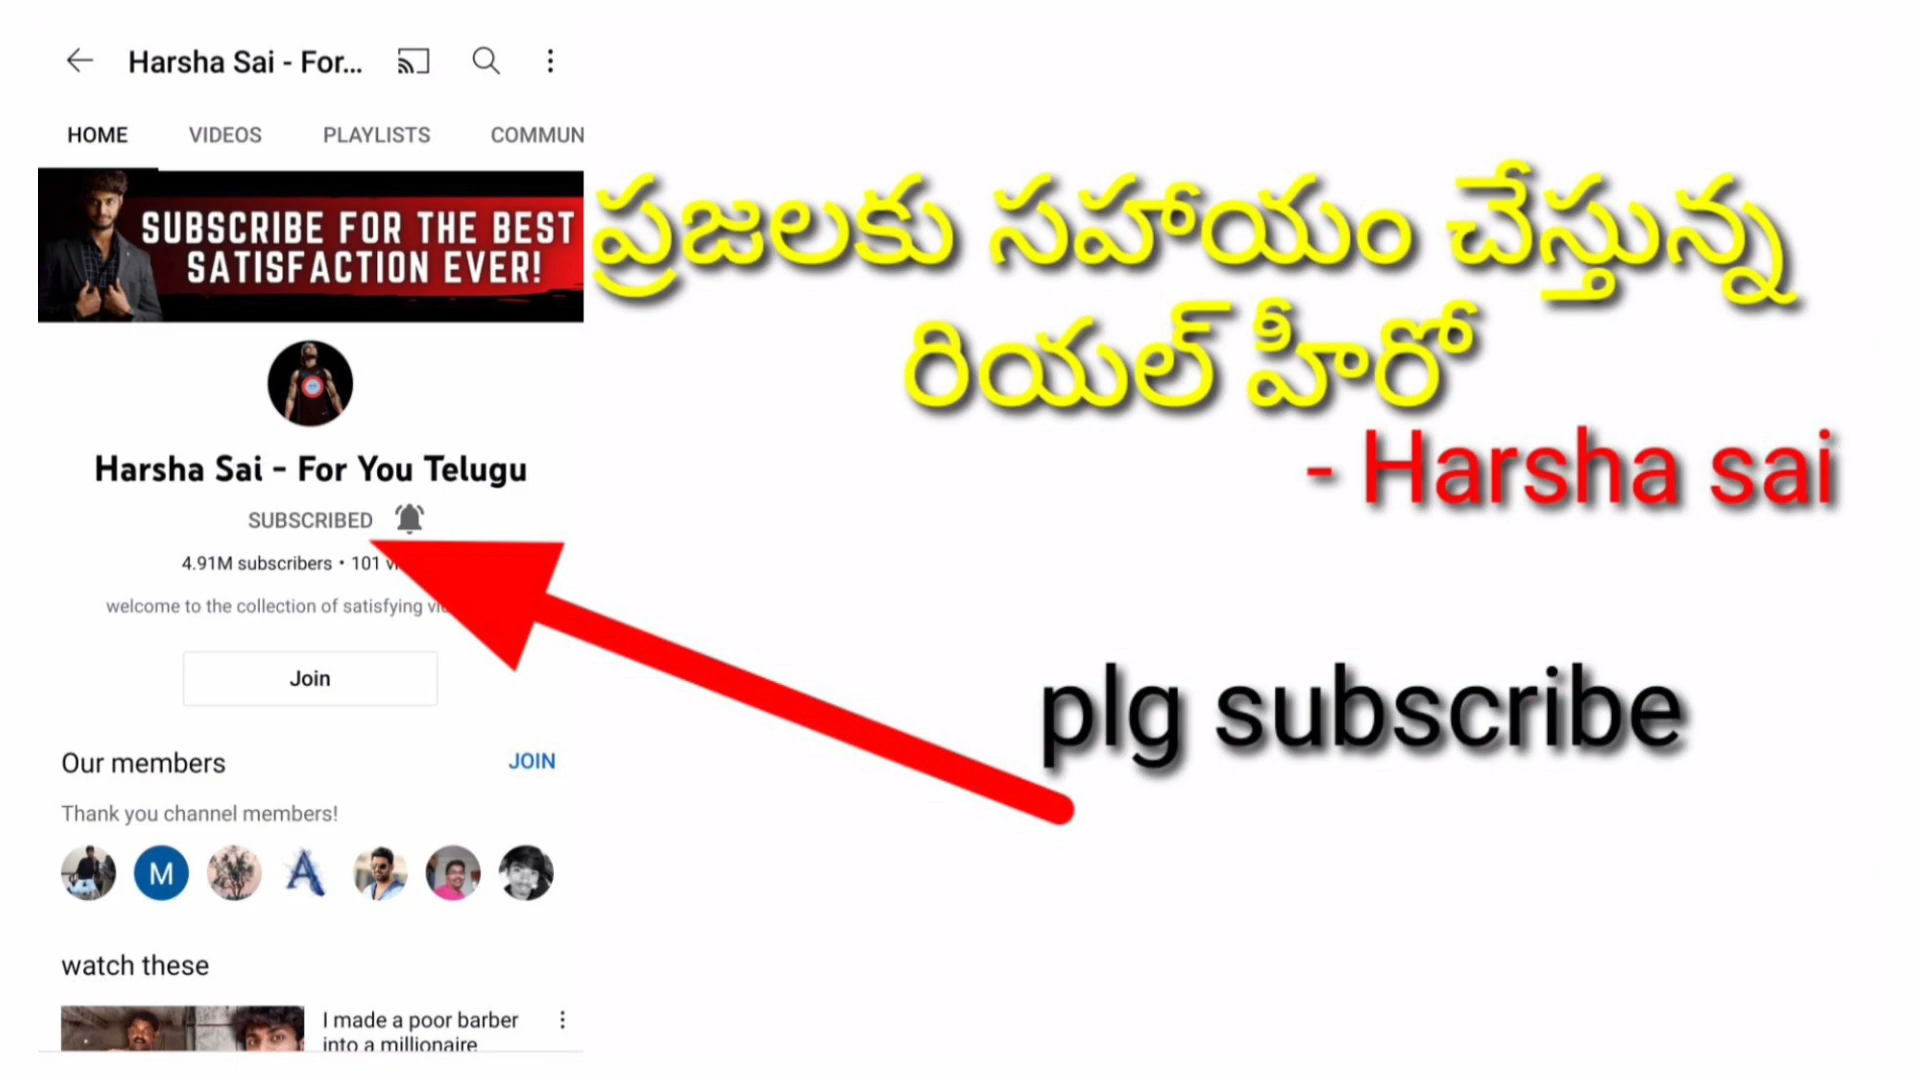 Harsha Sai - For...
HOME VIDEOS PLAYLISTS COMMUN
SUBSCRIBE FOR THE BEST
SATISFACTION EVER!
Harsha Sai - For You Telugu
SUBSCRIBED
4.91M subscribers • 101
welcome to the collection of satisfying
Join
Our members JOIN
Thank you channel members!
M
A
watch these
I made a poor barber
into a millionaire
ప్రజలకు సహాయం చేస్తున్న
రియల్ హీరో
- Harsha sai
plg subscribe